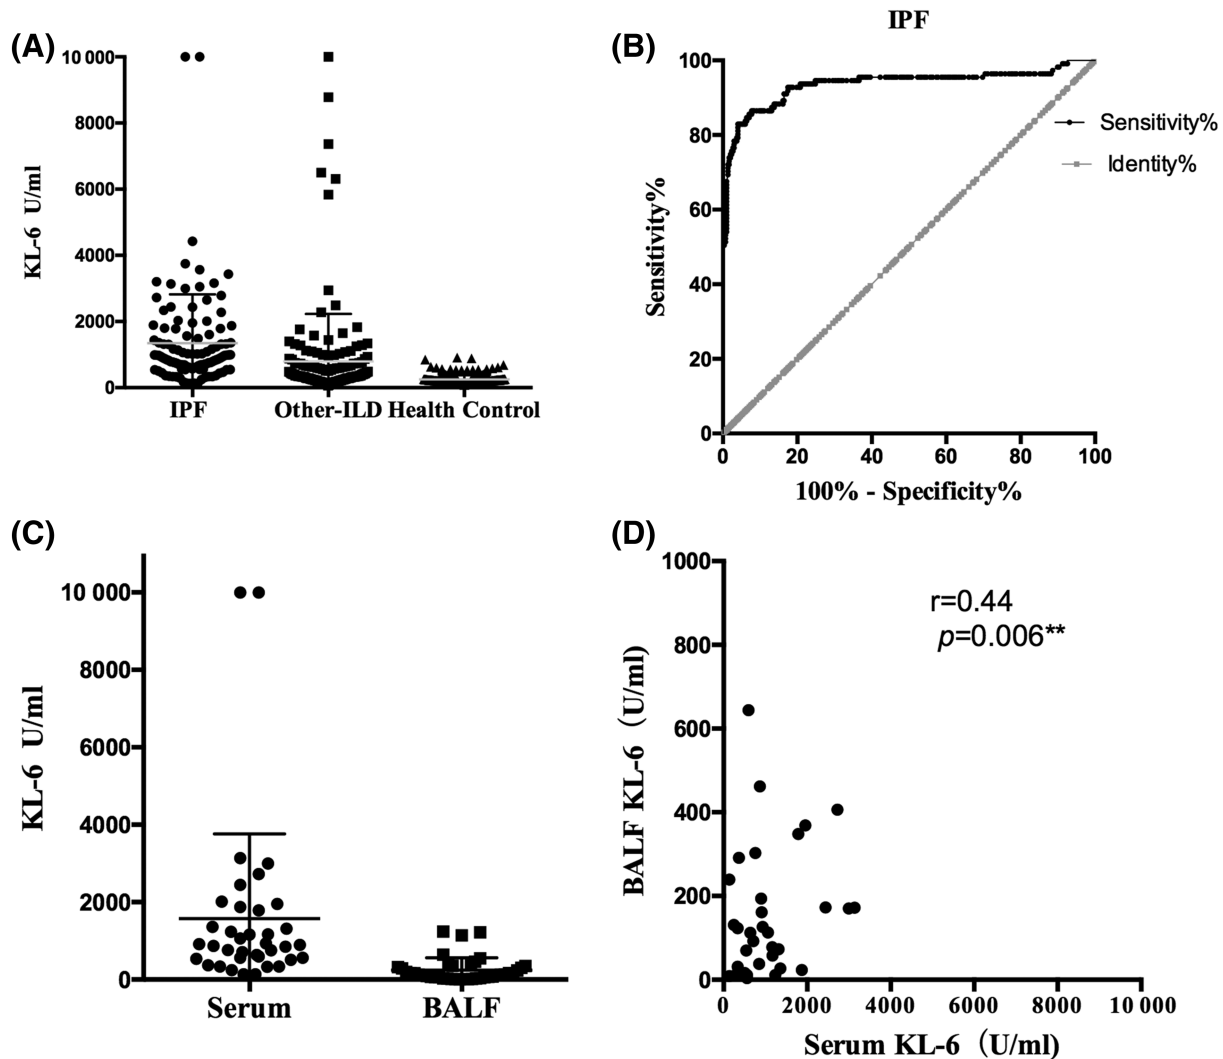 (A)
KL-6 U/ml
10 000
8000
6000
4000
2000
0
IPF Other-ILD Health Control
(B)
IPF
Sensitivity%
100
80
60
40
20
0
0 20 40 60 80 100
100% - Specificity%
Sensitivity%
Identity%
(C)
KL-6 U/ml
10 000
8000
6000
4000
2000
0
Serum BALF
(D)
BALF KL-6 (U/ml)
1000
800
600
400
200
0
0 2000 4000 6000 8000 10 000
Serum KL-6 (U/ml)
r=0.44
p=0.006**